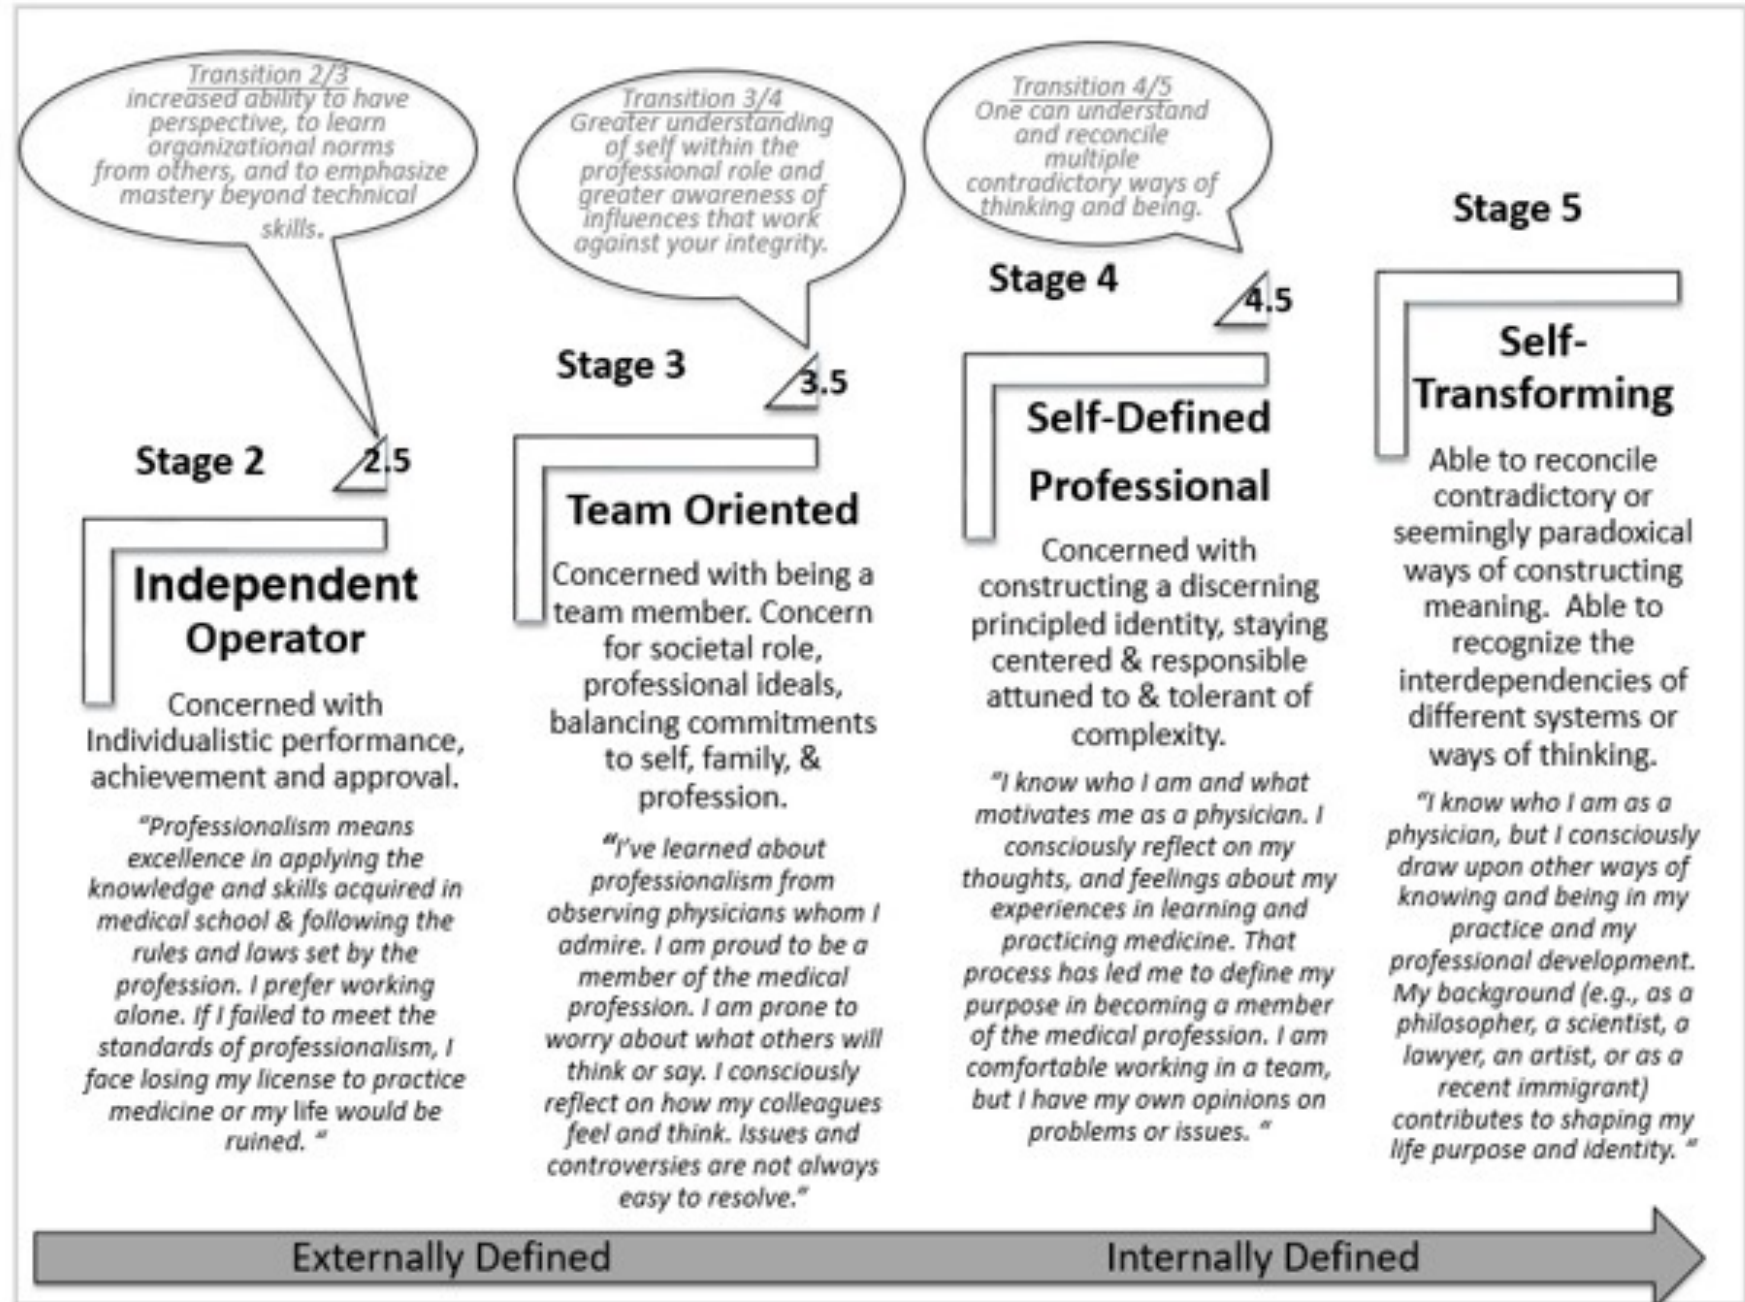 Transition 2/3
increased ability to have
perspective, to learn
organizational norms
from others, and to emphasize
mastery beyond technical
skills.
Stage 2
2.5
Independent
Operator
Concerned with
Individualistic performance,
achievement and approval.
"Professionalism means
excellence in applying the
knowledge and skills acquired in
medical school & following the
rules and laws set by the
profession. I prefer working
alone. If I failed to meet the
standards of professionalism, I
face losing my license to practice
medicine or my life would be
ruined. "
Transition 3/4
Greater understanding
of self within the
professional role and
greater awareness of
influences that work
against your integrity.
Stage 3
3.5
Team Oriented
Concerned with being a
team member. Concern
for societal role,
professional ideals,
balancing commitments
to self, family, &
profession.
"I've learned about
professionalism from
observing physicians whom I
admire. I am proud to be a
member of the medical
profession. I am prone to
worry about what others will
think or say. I consciously
reflect on how my colleagues
feel and think. Issues and
controversies are not always
easy to resolve."
Transition 4/5
One can understand
and reconcile
multiple
contradictory ways of
thinking and being.
Stage 4
4.5
Self-Defined
Professional
Concerned with
constructing a discerning
principled identity, staying
centered & responsible
attuned to & tolerant of
complexity.
"I know who I am and what
motivates me as a physician. I
consciously reflect on my
thoughts, and feelings about my
experiences in learning and
practicing medicine. That
process has led me to define my
purpose in becoming a member
of the medical profession. I am
comfortable working in a team,
but I have my own opinions on
problems or issues. "
Stage 5
Self-
Transforming
Able to reconcile
contradictory or
seemingly paradoxical
ways of constructing
meaning. Able to
recognize the
interdependencies of
different systems or
ways of thinking.
"I know who I am as a
physician, but I consciously
draw upon other ways of
knowing and being in my
practice and my
professional development.
My background (e.g., as a
philosopher, a scientist, a
lawyer, an artist, or as a
recent immigrant)
contributes to shaping my
life purpose and identity. "
Externally Defined
Internally Defined